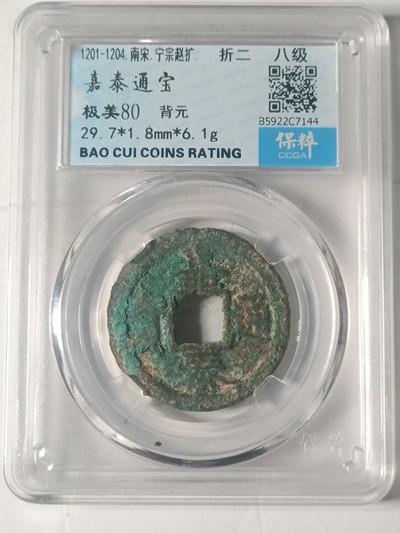 1201-1204.南宋.宁宗赵扩. 折二 八级
嘉泰通宝
极美80 背元
29.7*1.8mm*6.1g
BAO CUI COINS RATING
B5922C7144
保粹
CCGA